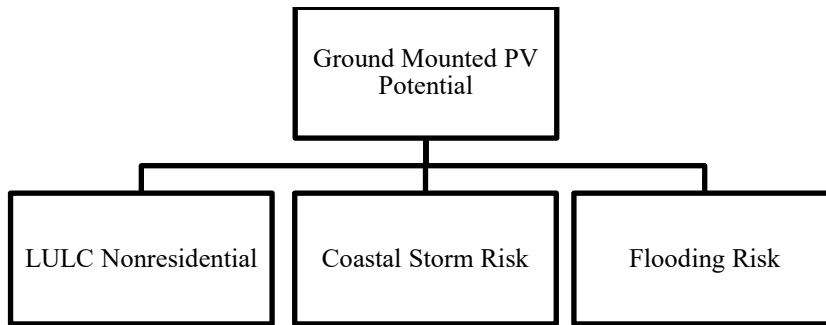 Ground Mounted PV
Potential
LULC Nonresidential
Coastal Storm Risk
Flooding Risk